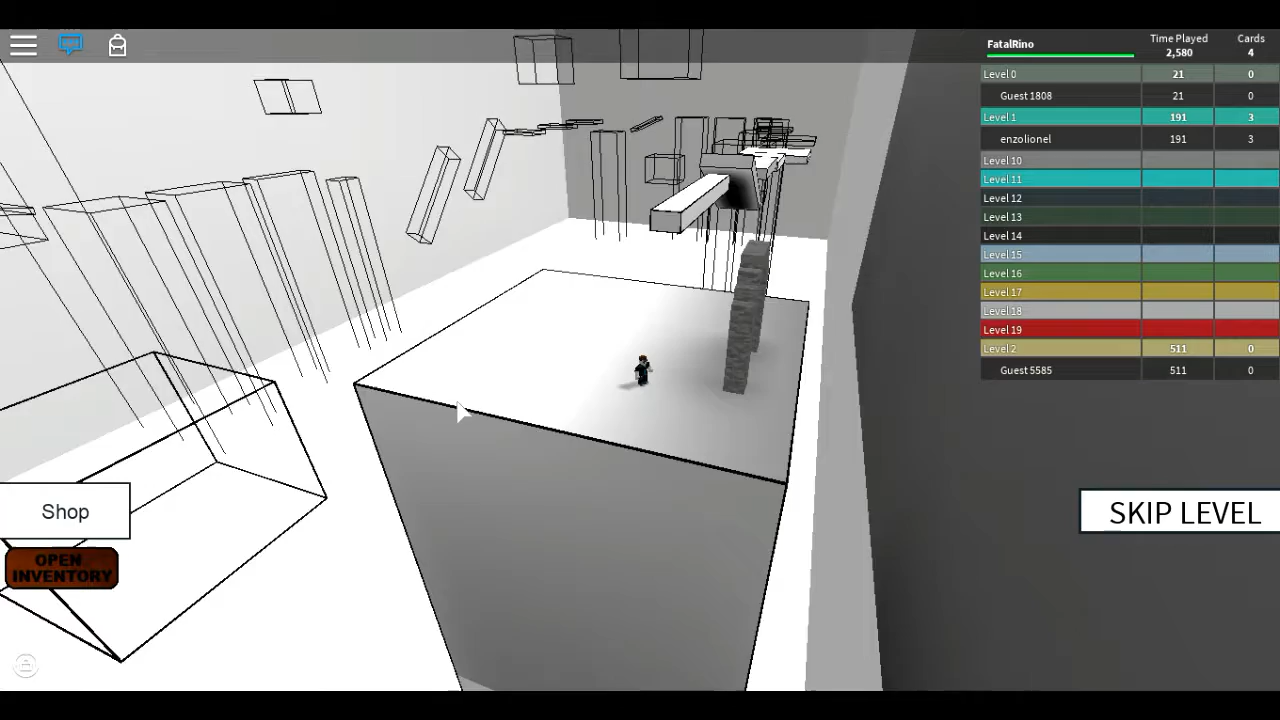 FatalRino Time Played Cards
2,580 4
Level 0 21 0
Guest 1808 21 0
Level 1 191 3
enzolionel 191 3
Level 10
Level 11
Level 12
Level 13
Level 14
Level 15
Level 16
Level 17
Level 18
Level 19
Level 2 511 0
Guest 5585 511 0
Shop
SKIP LEVEL
OPEN
INVENTORY